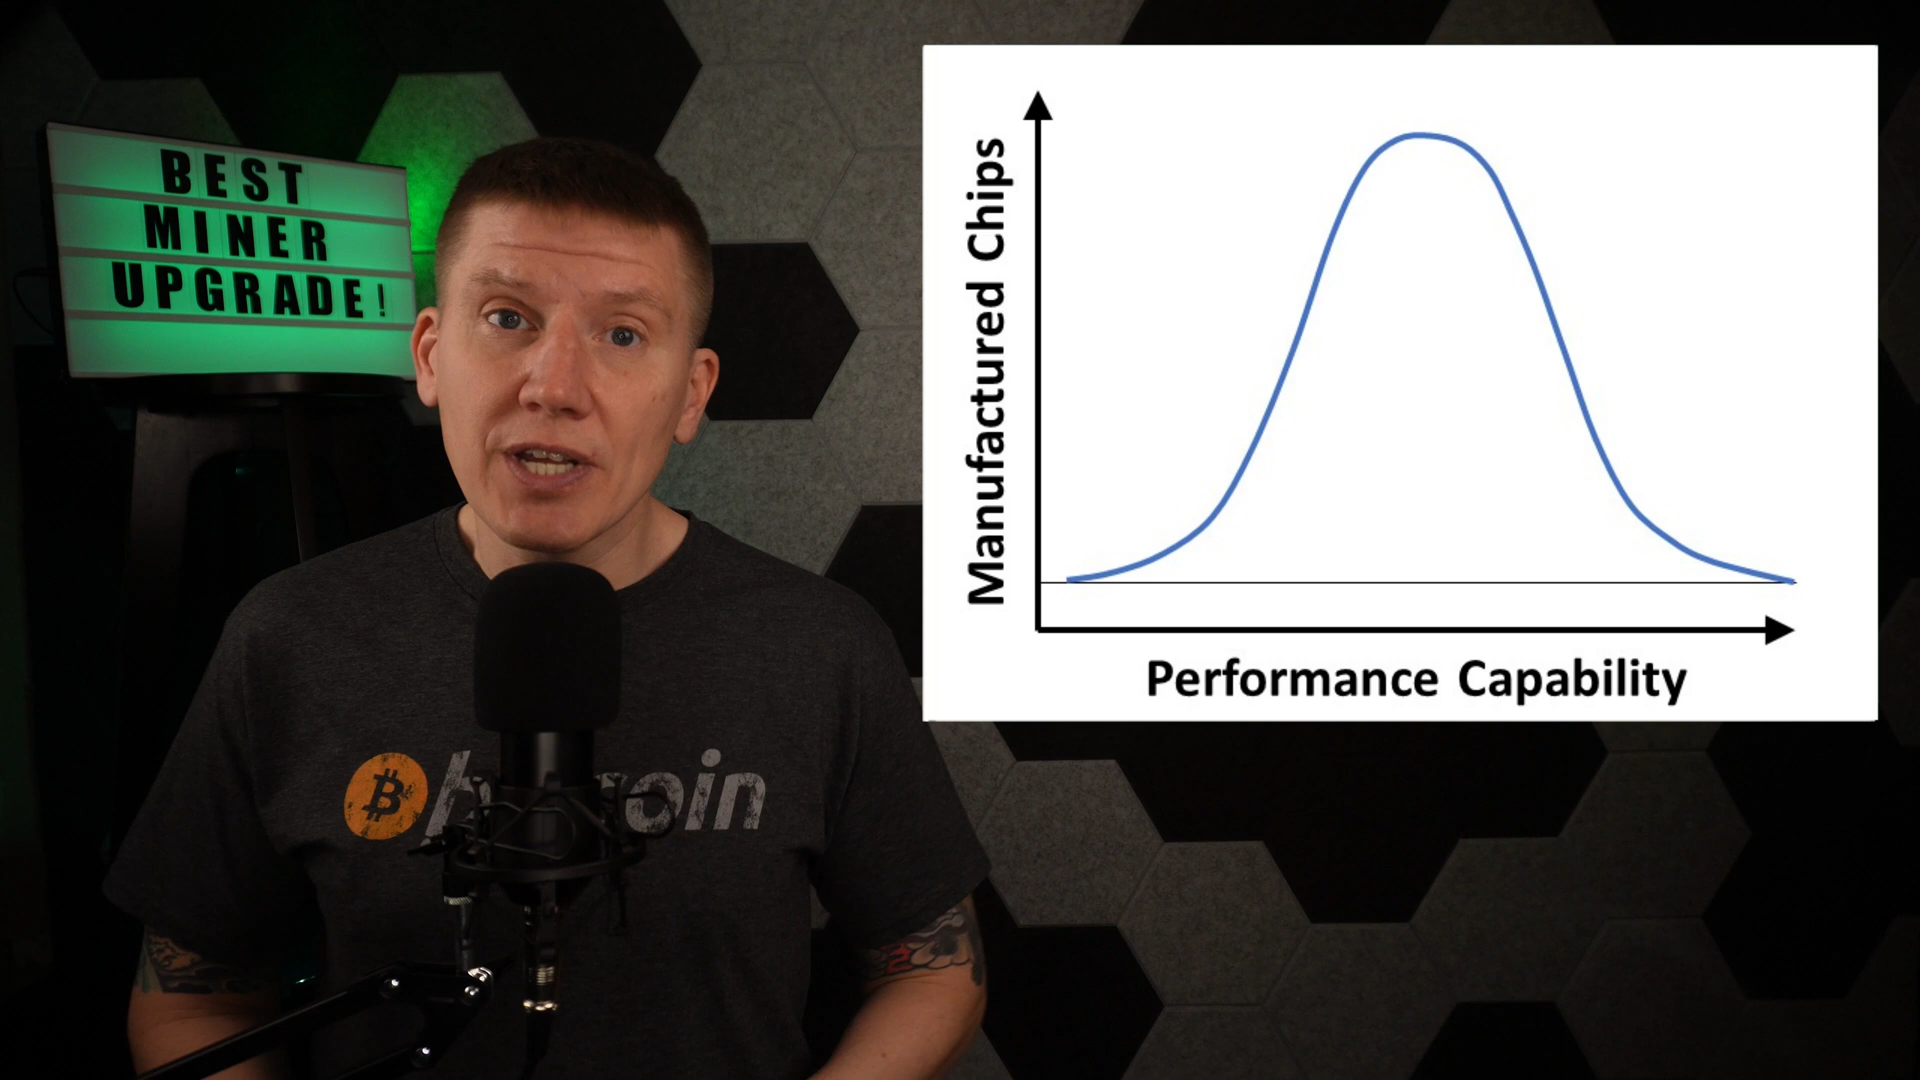 BEST
MINER
UPGRADE!
Manufactured Chips
Performance Capability